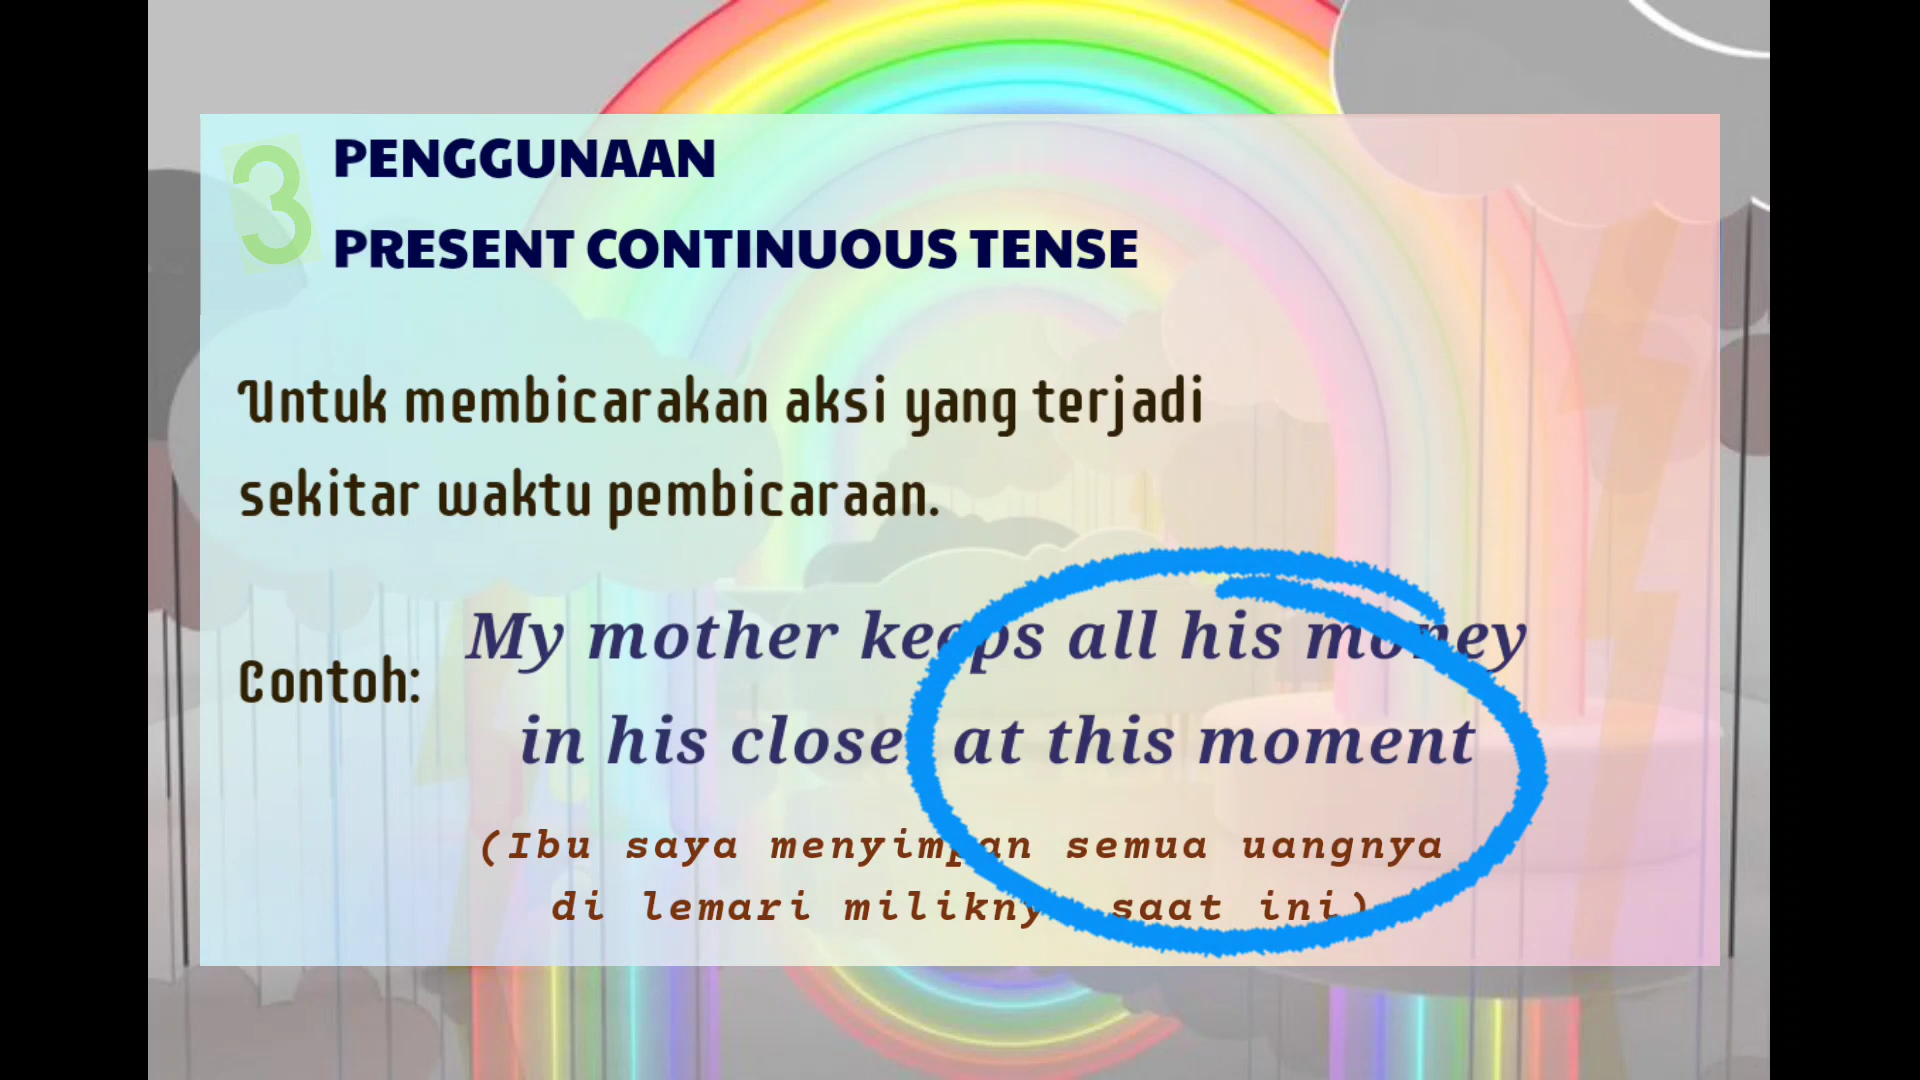 3
PENGGUNAAN
PRESENT CONTINUOUS TENSE
Untuk membicarakan aksi yang terjadi
sekitar waktu pembicaraan.
Contoh:
My mother keeps all his money
in his close at this moment
(Ibu saya menyimpan semua uangnya
di lemari miliknya saat ini)